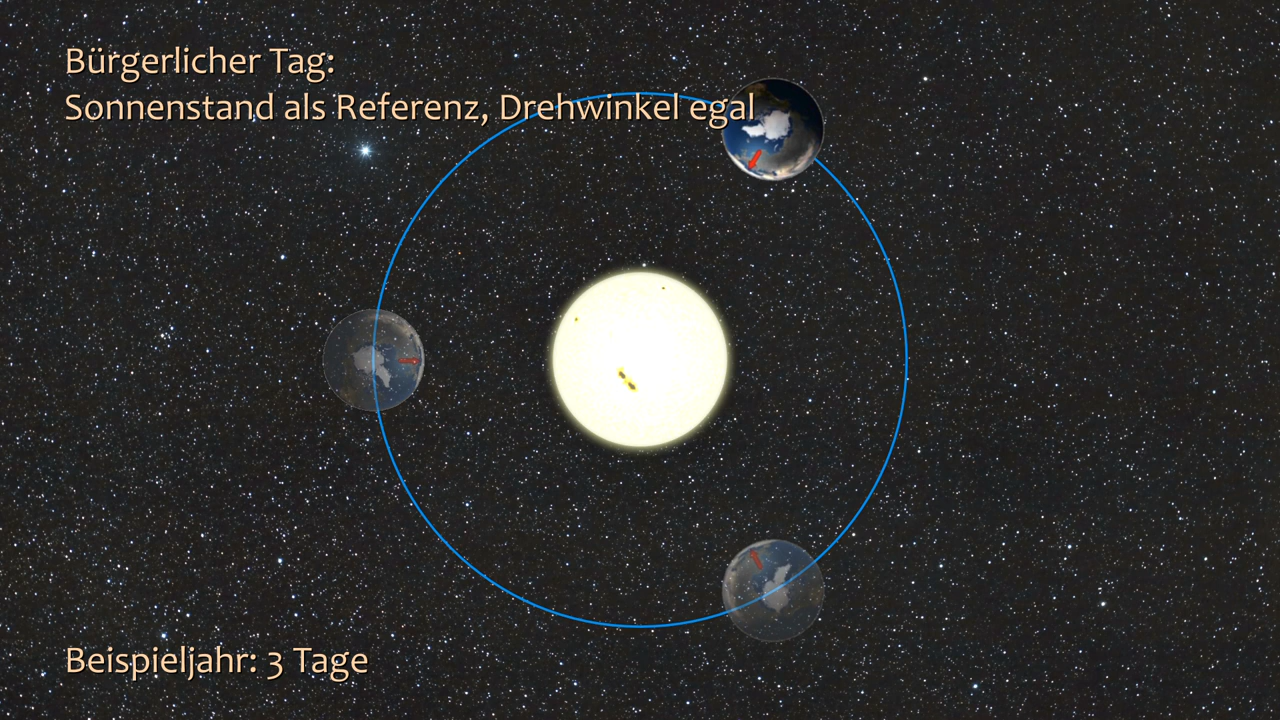 Bürgerlicher Tag:
Sonnenstand als Referenz, Drehwinkel egal
Beispieljahr: 3 Tage